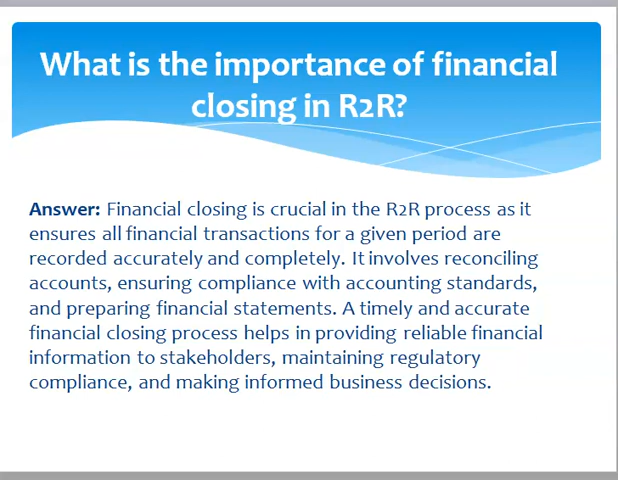 What is the importance of financial
closing in R2R?
Answer: Financial closing is crucial in the R2R process as it
ensures all financial transactions for a given period are
recorded accurately and completely. It involves reconciling
accounts, ensuring compliance with accounting standards,
and preparing financial statements. A timely and accurate
financial closing process helps in providing reliable financial
information to stakeholders, maintaining regulatory
compliance, and making informed business decisions.